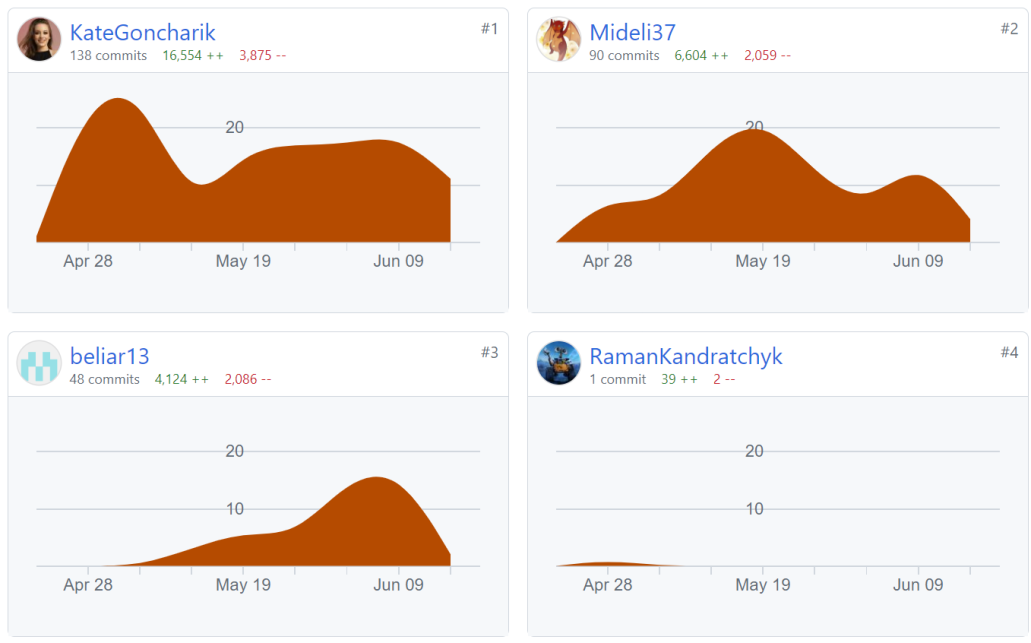 KateGoncharik #1
138 commits 16,554 ++ 3,875 --
20
Apr 28 May 19 Jun 09
Mideli37 #2
90 commits 6,604 ++ 2,059 --
20
Apr 28 May 19 Jun 09
beliar13 #3
48 commits 4,124 ++ 2,086 --
20
10
Apr 28 May 19 Jun 09
RamanKandratchyk #4
1 commit 39 ++ 2 --
20
10
Apr 28 May 19 Jun 09